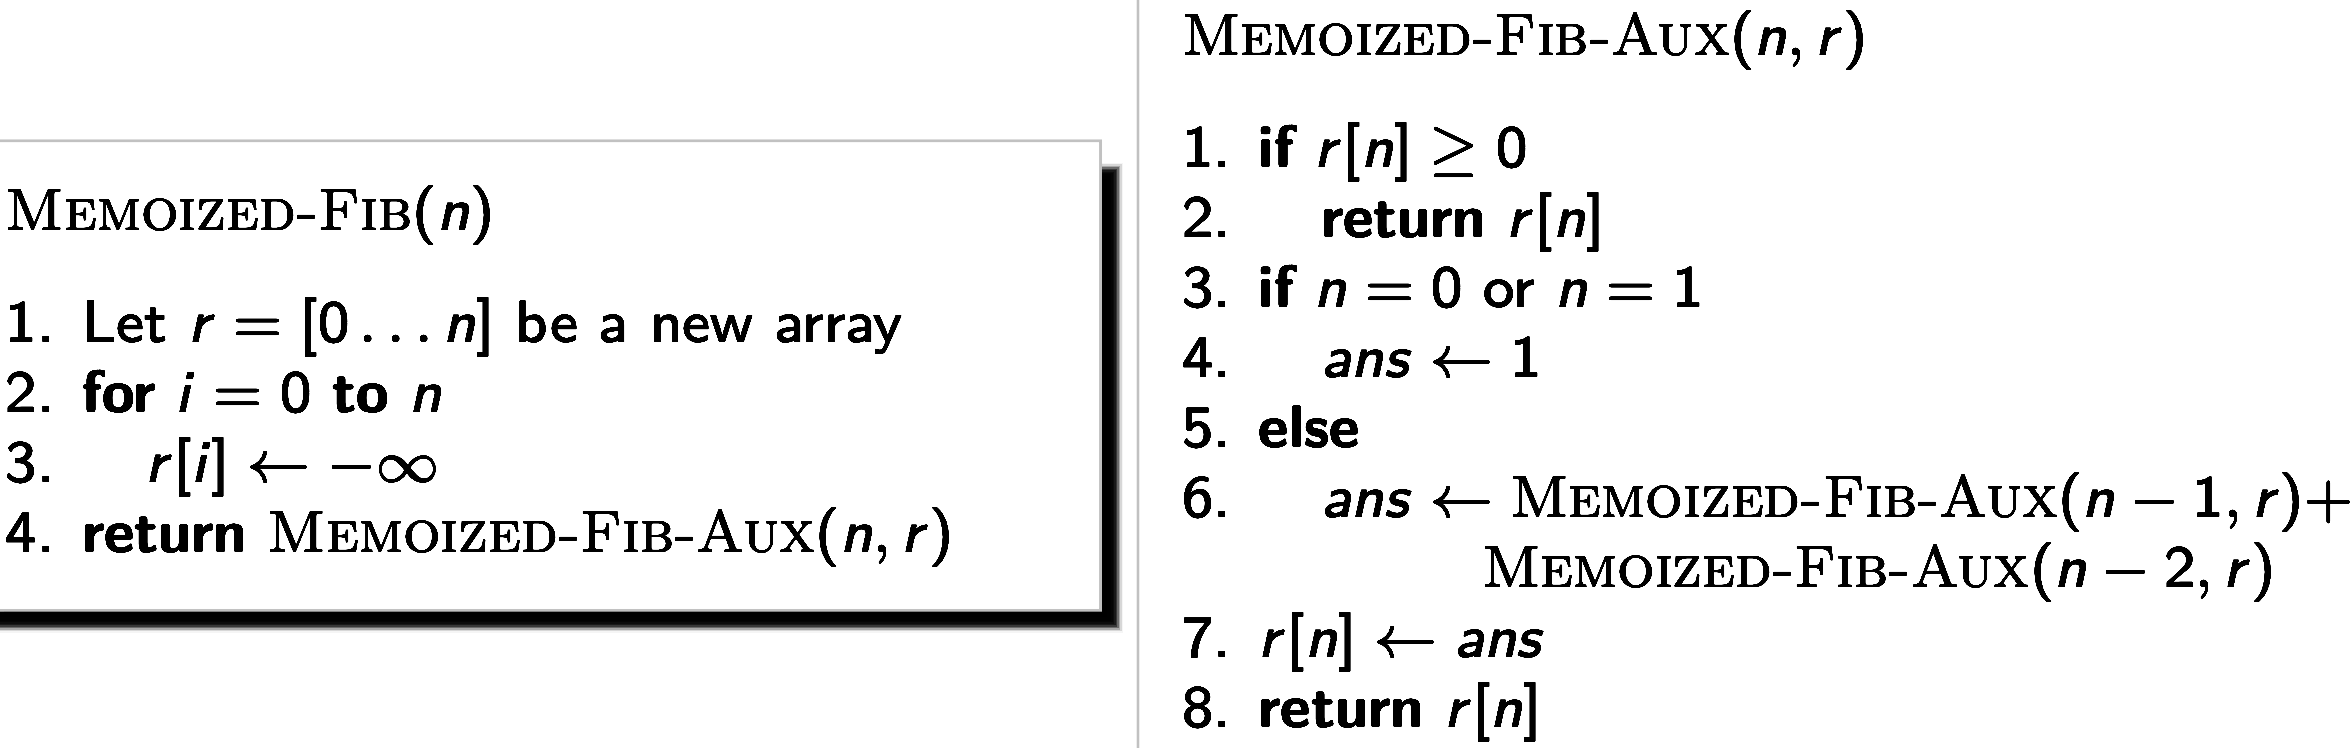 MEMOIZED-FIB(n)
1. Let r = [0 . . . n] be a new array
2. for i = 0 to n
3. r[i] ← −∞
4. return MEMOIZED-FIB-AUX(n, r)
MEMOIZED-FIB-AUX(n, r)
1. if r[n] ≥ 0
2. return r[n]
3. if n = 0 or n = 1
4. ans ← 1
5. else
6. ans ← MEMOIZED-FIB-AUX(n − 1, r)+
MEMOIZED-FIB-AUX(n − 2, r)
7. r[n] ← ans
8. return r[n]